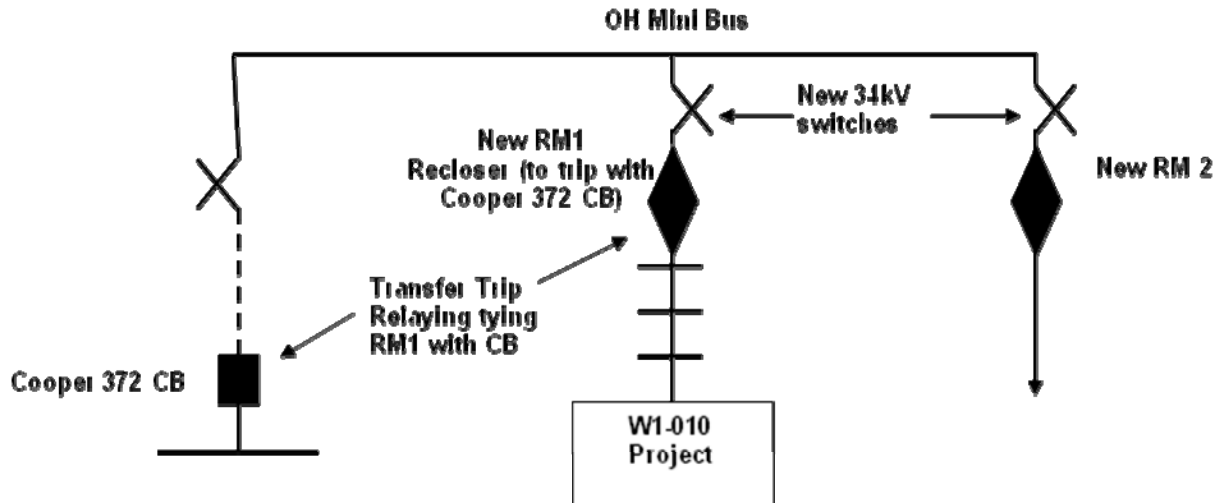 OH Mini Bus
New 34kV
switches
New RM1
Recloser (to trip with
Cooper 372 CB)
New RM 2
Transfer Trip
Relaying tying
RM1 with CB
Cooper 372 CB
W1-010
Project